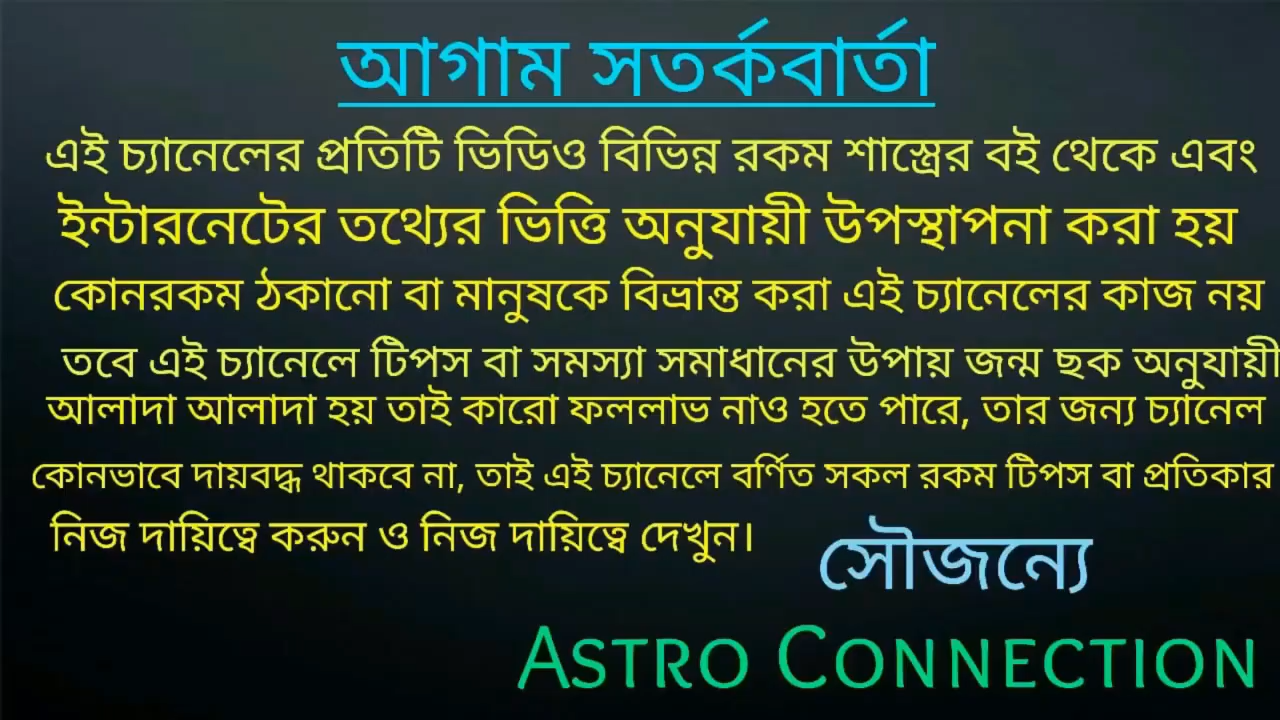 আগাম সতর্কবার্তা
এই চ্যানেলের প্রতিটি ভিডিও বিভিন্ন রকম শাস্ত্রের বই থেকে এবং
ইন্টারনেটের তথ্যের ভিত্তি অনুযায়ী উপস্থাপনা করা হয়
কোনরকম ঠকানো বা মানুষকে বিভ্রান্ত করা এই চ্যানেলের কাজ নয়
তবে এই চ্যানেলে টিপস বা সমস্যা সমাধানের উপায় জন্ম ছক অনুযায়ী
আলাদা আলাদা হয় তাই কারো ফললাভ নাও হতে পারে, তার জন্য চ্যানেল
কোনভাবে দায়বদ্ধ থাকবে না, তাই এই চ্যানেলে বর্ণিত সকল রকম টিপস বা প্রতিকার
নিজ দায়িত্বে করুন ও নিজ দায়িত্বে দেখুন।
সৌজন্যে
ASTRO CONNECTION